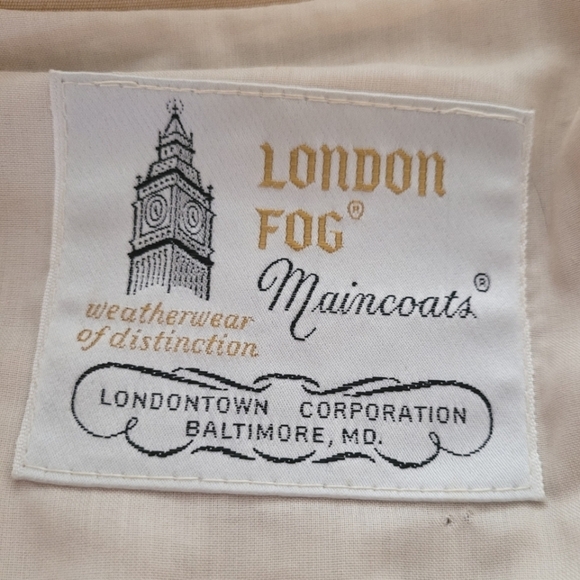 LONDON
FOG®
Maincoats®
weatherwear
of distinction
LONDONTOWN CORPORATION
BALTIMORE, MD.